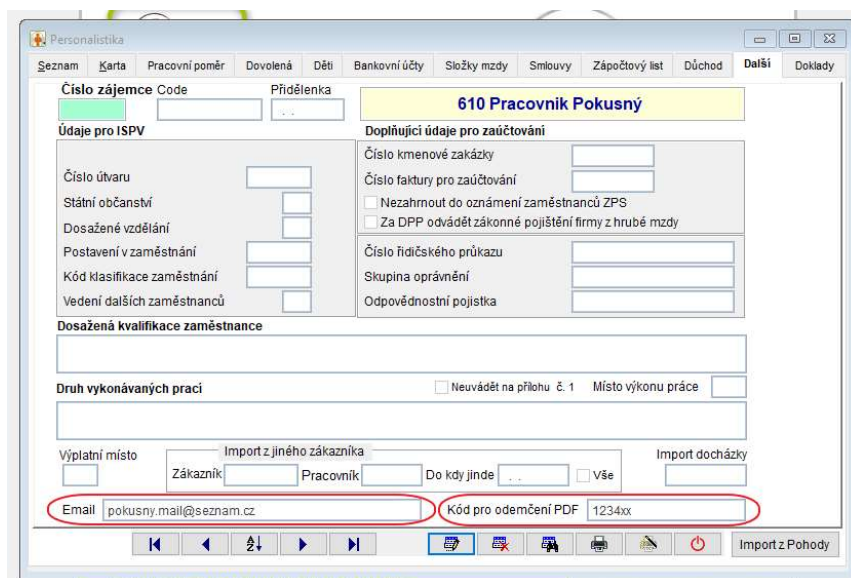 Personalistika
Seznam Karta Pracovní poměr Dovolená Děti Bankovní účty Složky mzdy Smlouvy Zápočtový list Důchod Další Doklady
Číslo zájemce Code Přidělenka
. .
610 Pracovnik Pokusný
Údaje pro ISPV
Doplňující údaje pro zaúčtování
Číslo kmenové zakázky
Číslo útvaru
Číslo faktury pro zaúčtování
Státní občanství
Nezahrnout do oznámení zaměstnanců ZPS
Dosažené vzdělání
Za DPP odvádět zákonné pojištění firmy z hrubé mzdy
Postavení v zaměstnání
Číslo řidičského průkazu
Kód klasifikace zaměstnání
Skupina oprávnění
Vedení dalších zaměstnanců
Odpovědnostní pojistka
Dosažená kvalifikace zaměstnance
Druh vykonávaných prací
Neuvádět na přílohu č. 1 Místo výkonu práce
Výplatní místo
Import z jiného zákazníka
Import docházky
Zákazník Pracovník Do kdy jinde . . Vše
Email pokusny.mail@seznam.cz
Kód pro odemčení PDF 1234xx
Import z Pohody